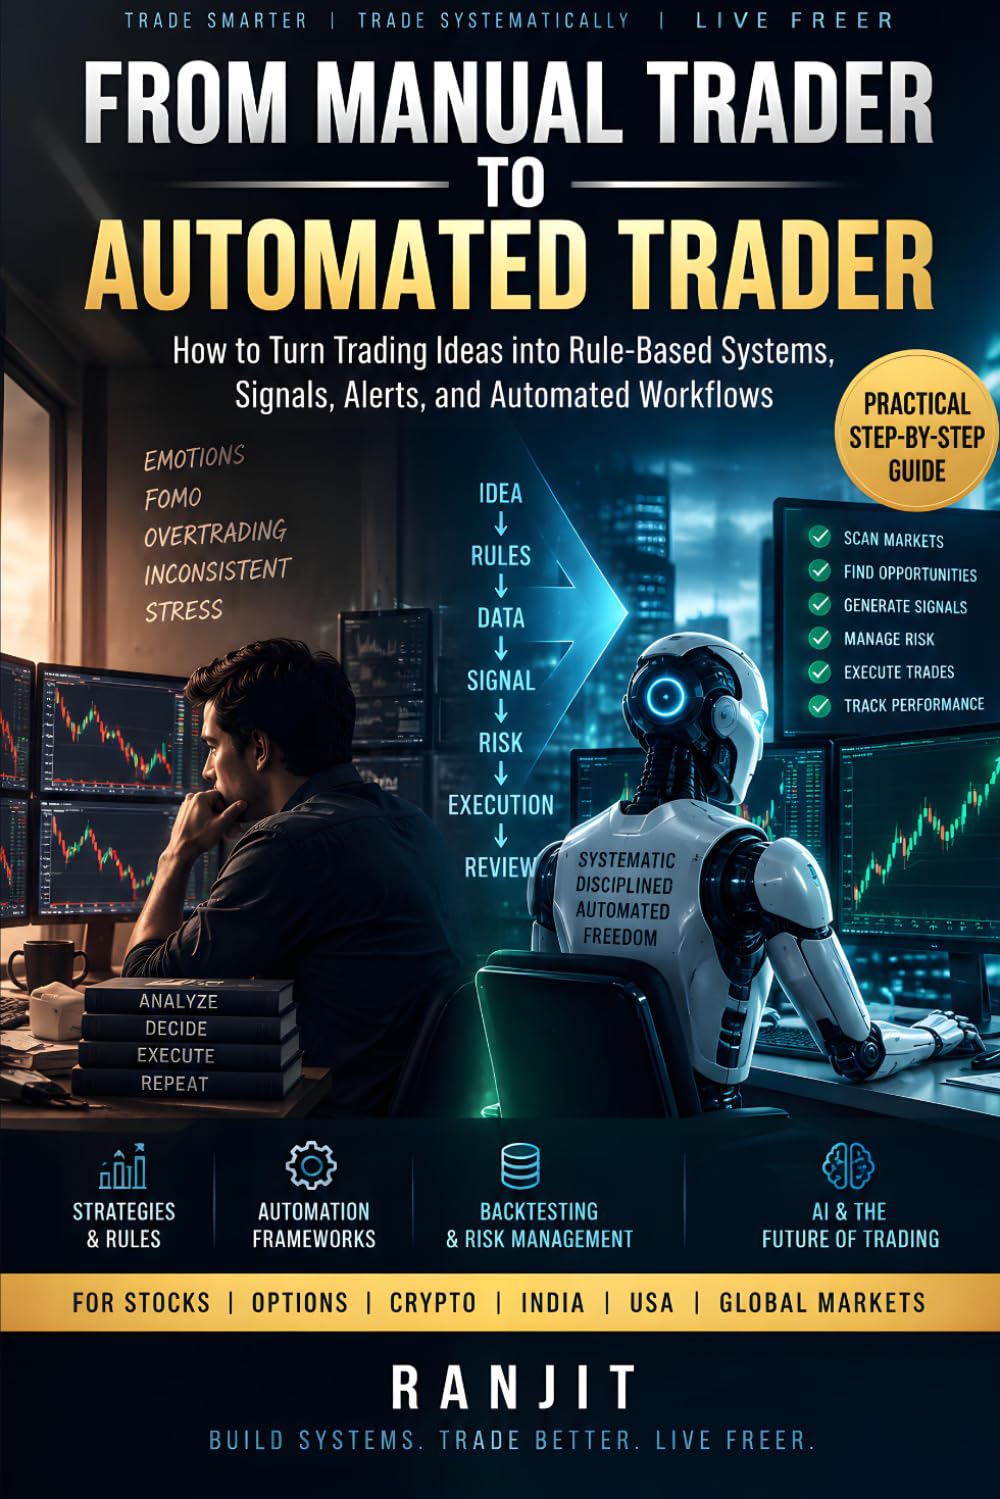 TRADE SMARTER | TRADE SYSTEMATICALLY | LIVE FREER
FROM MANUAL TRADER
TO
AUTOMATED TRADER
How to Turn Trading Ideas into Rule-Based Systems,
Signals, Alerts, and Automated Workflows
PRACTICAL
STEP-BY-STEP
GUIDE
EMOTIONS
FOMO
OVERTRADING
INCONSISTENT
STRESS
IDEA
RULES
DATA
SIGNAL
RISK
EXECUTION
REVIEW
SCAN MARKETS
FIND OPPORTUNITIES
GENERATE SIGNALS
MANAGE RISK
EXECUTE TRADES
TRACK PERFORMANCE
SYSTEMATIC
DISCIPLINED
AUTOMATED
FREEDOM
ANALYZE
DECIDE
EXECUTE
REPEAT
STRATEGIES
& RULES
AUTOMATION
FRAMEWORKS
BACKTESTING
& RISK MANAGEMENT
AI & THE
FUTURE OF TRADING
FOR STOCKS | OPTIONS | CRYPTO | INDIA | USA | GLOBAL MARKETS
RANJIT
BUILD SYSTEMS. TRADE BETTER. LIVE FREER.